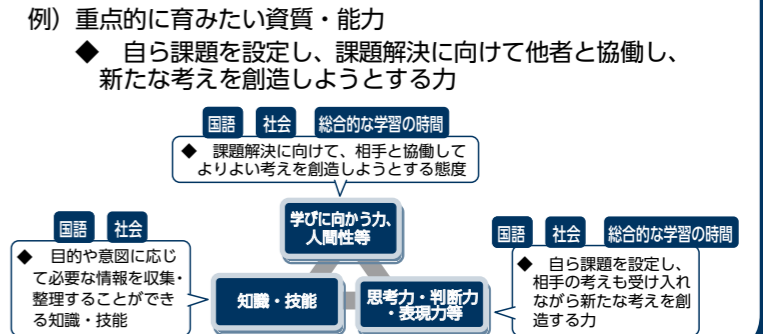 例）重点的に育みたい資質・能力
◆　自ら課題を設定し、課題解決に向けて他者と協働し、
新たな考えを創造しようとする力
国語　社会　総合的な学習の時間
◆　課題解決に向けて、相手と協働して
よりよい考えを創造しようとする態度
学びに向かう力、
人間性等
国語　社会
◆　目的や意図に応じ
て必要な情報を収集・
整理することができ
る知識・技能
知識・技能
思考力・判断力
・表現力等
国語　社会　総合的な学習の時間
◆　自ら課題を設定し、
相手の考えも受け入れ
ながら新たな考えを創
造する力